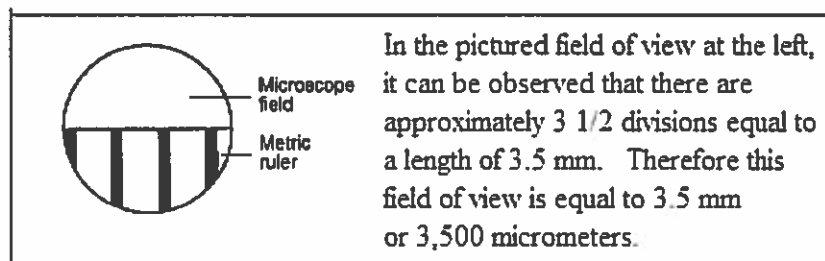 Microscope
field
Metric
ruler
In the pictured field of view at the left,
it can be observed that there are
approximately 3 1/2 divisions equal to
a length of 3.5 mm. Therefore this
field of view is equal to 3.5 mm
or 3,500 micrometers.